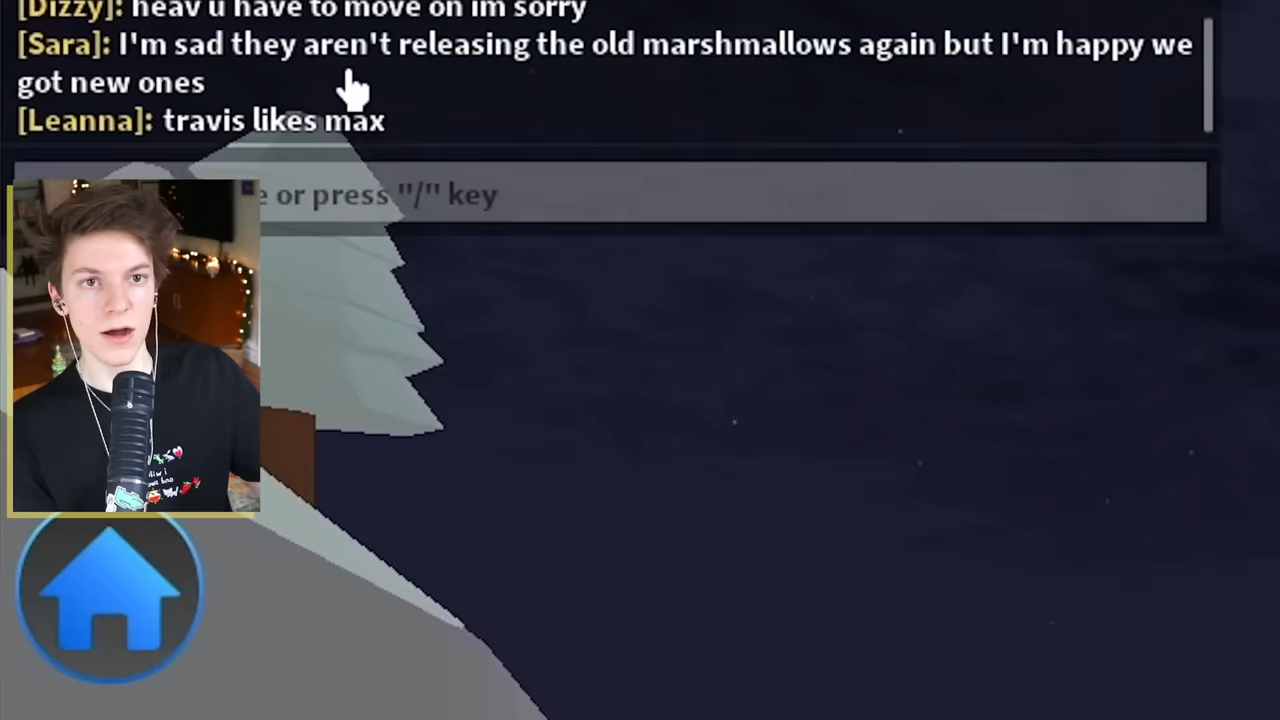 [Dizzy]: heav u have to move on im sorry
[Sara]: I'm sad they aren't releasing the old marshmallows again but I'm happy we
got new ones
[Leanna]: travis likes max
or press "/" key